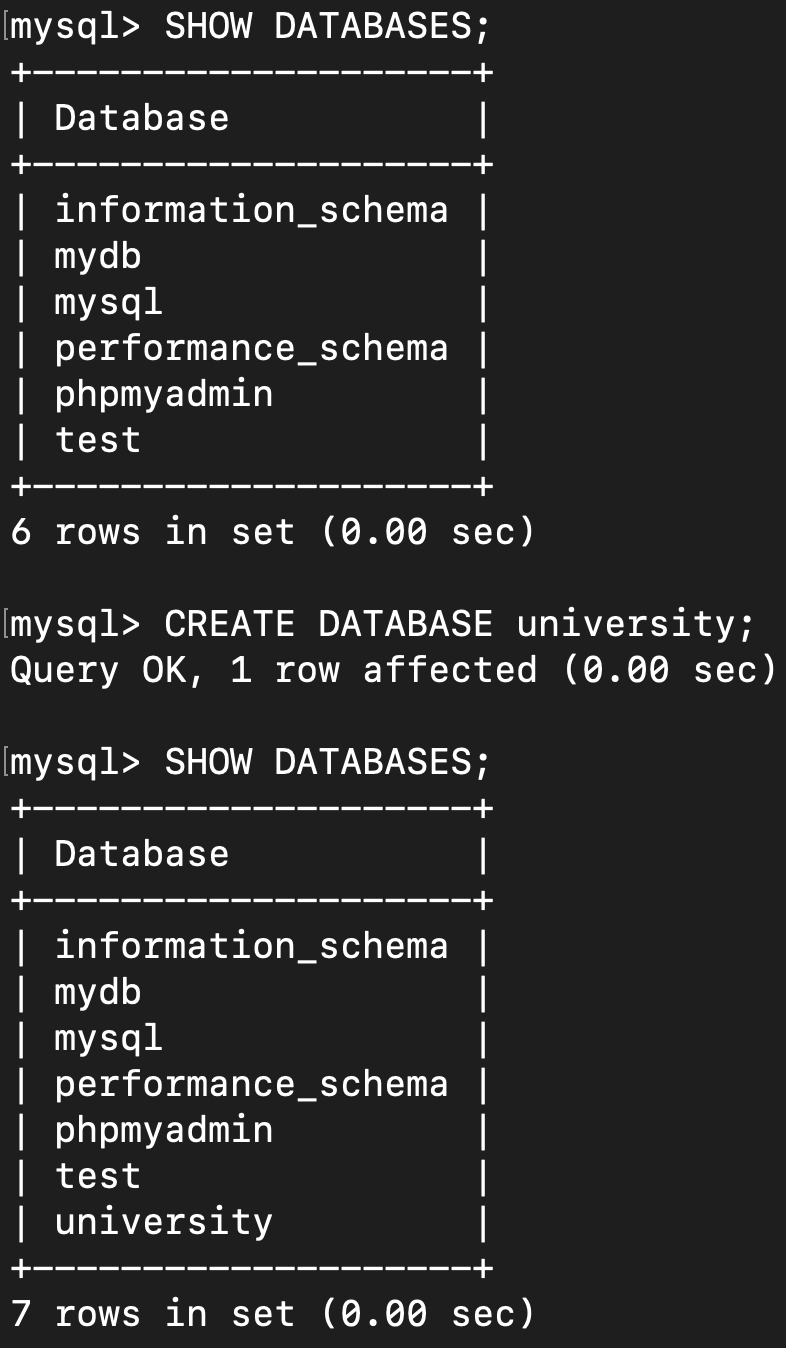 [mysql> SHOW DATABASES;
+--------------------+
| Database           |
+--------------------+
| information_schema |
| mydb               |
| mysql              |
| performance_schema |
| phpmyadmin         |
| test               |
+--------------------+
6 rows in set (0.00 sec)

[mysql> CREATE DATABASE university;
Query OK, 1 row affected (0.00 sec)

[mysql> SHOW DATABASES;
+--------------------+
| Database           |
+--------------------+
| information_schema |
| mydb               |
| mysql              |
| performance_schema |
| phpmyadmin         |
| test               |
| university         |
+--------------------+
7 rows in set (0.00 sec)